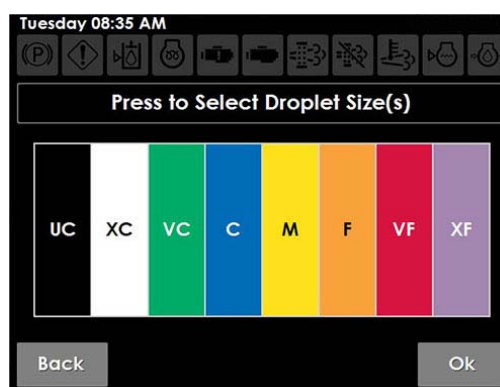 Tuesday 08:35 AM
(P)
Press to Select Droplet Size(s)
UC XC VC C M F VF XF
Back Ok